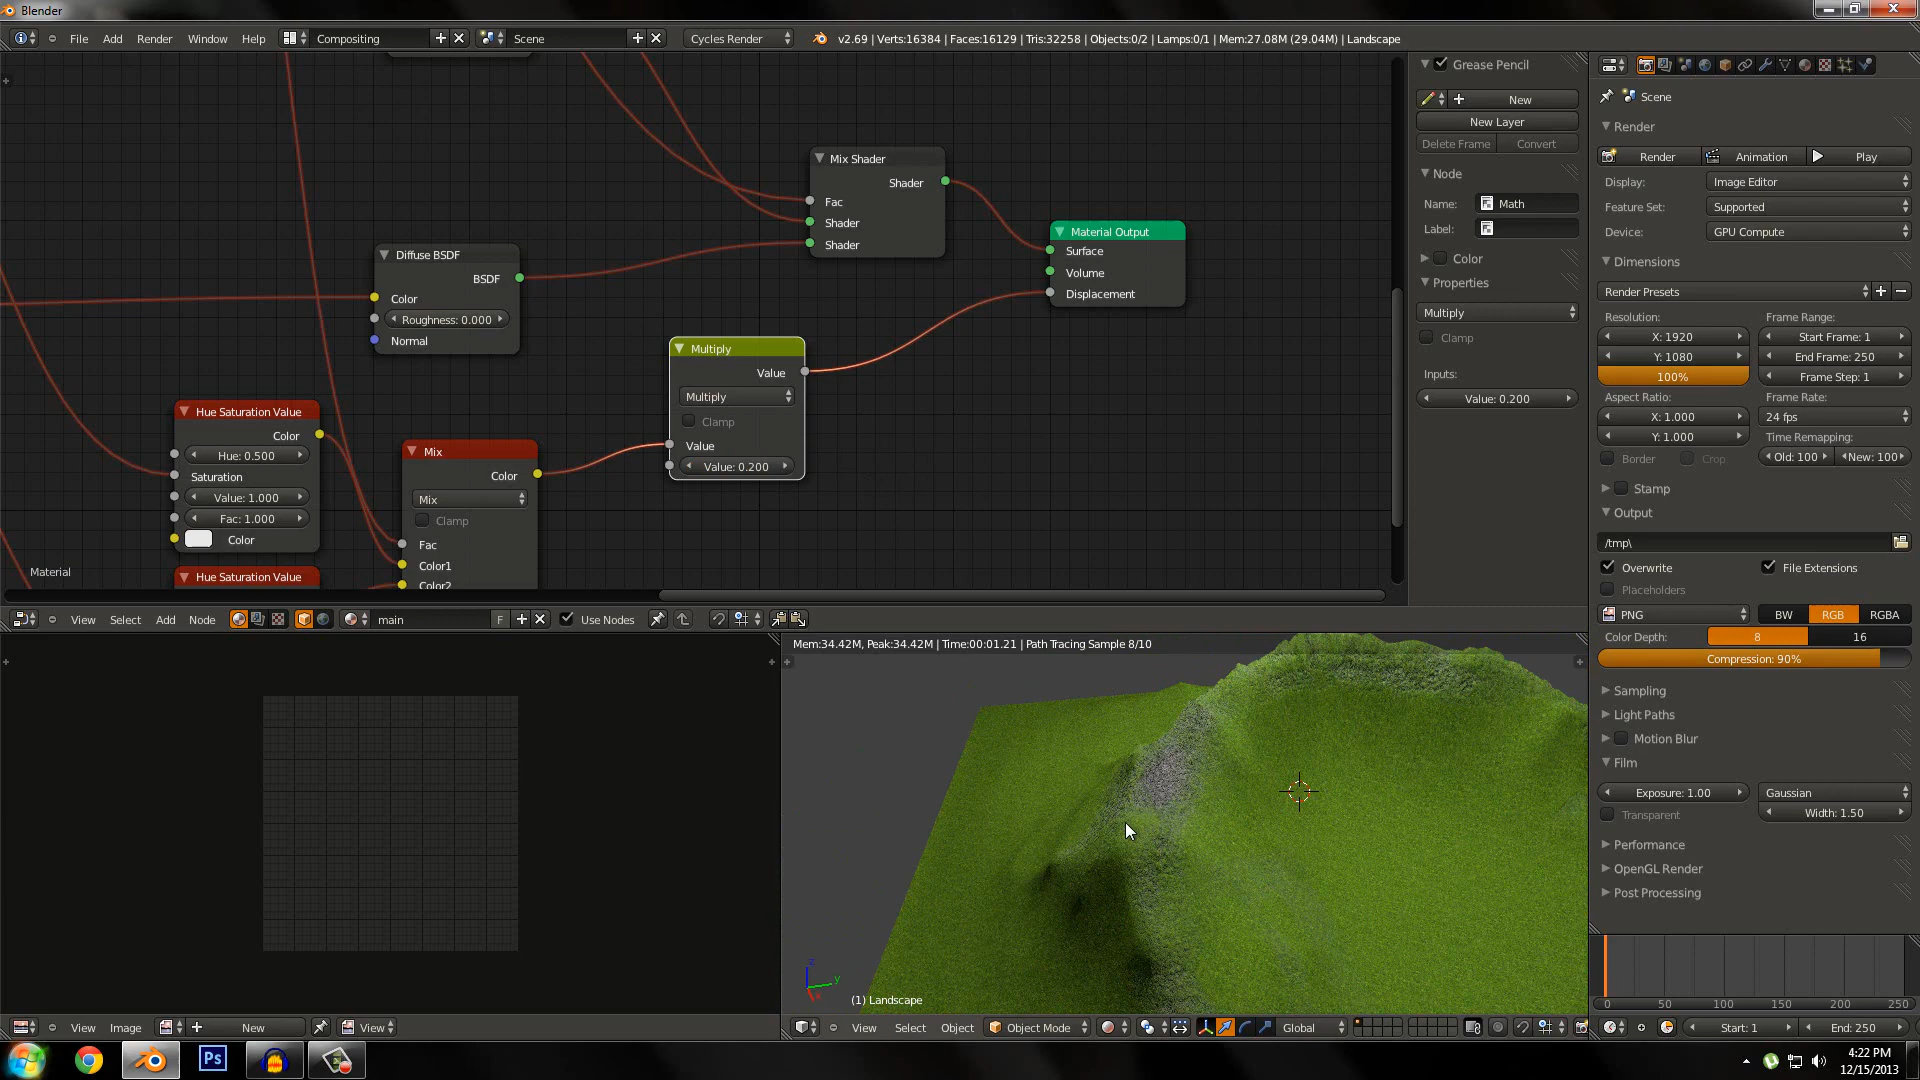 Blender
File Add Render Window Help Compositing Scene Cycles Render v2.69 | Verts:16384 | Faces:16129 | Tris:32258 | Objects:0/2 | Lamps:0/1 | Mem:27.08M (29.04M) | Landscape
Mix Shader
Shader
Fac
Shader
Shader
Material Output
Surface
Volume
Displacement
Diffuse BSDF
BSDF
Color
Roughness: 0.000
Normal
Multiply
Value
Multiply
Clamp
Value
Value: 0.200
Hue Saturation Value
Color
Hue: 0.500
Saturation
Value: 1.000
Fac: 1.000
Color
Hue Saturation Value
Mix
Color
Mix
Clamp
Fac
Color1
Color2
Material
Grease Pencil
New
New Layer
Delete Frame Convert
Node
Name: Math
Label:
Color
Properties
Multiply
Clamp
Inputs:
Value: 0.200
Scene
Render
Render Animation Play
Display: Image Editor
Feature Set: Supported
Device: GPU Compute
Dimensions
Render Presets
Resolution: Frame Range:
X: 1920 Start Frame: 1
Y: 1080 End Frame: 250
100% Frame Step: 1
Aspect Ratio: Frame Rate:
X: 1.000 24 fps
Y: 1.000 Time Remapping:
Border Crop Old: 100 New: 100
Stamp
Output
/tmp\
Overwrite File Extensions
Placeholders
PNG BW RGB RGBA
Color Depth: 8 16
Compression: 90%
Sampling
Light Paths
Motion Blur
Film
Exposure: 1.00 Gaussian
Transparent Width: 1.50
Performance
OpenGL Render
Post Processing
View Select Add Node main F Use Nodes
Mem:34.42M, Peak:34.42M | Time:00:01.21 | Path Tracing Sample 8/10
z
y
x
(1) Landscape
0 50 100 150 200 250
View Image New View
View Select Object Object Mode Global
Start: 1 End: 250
Ps
4:22 PM
12/15/2013